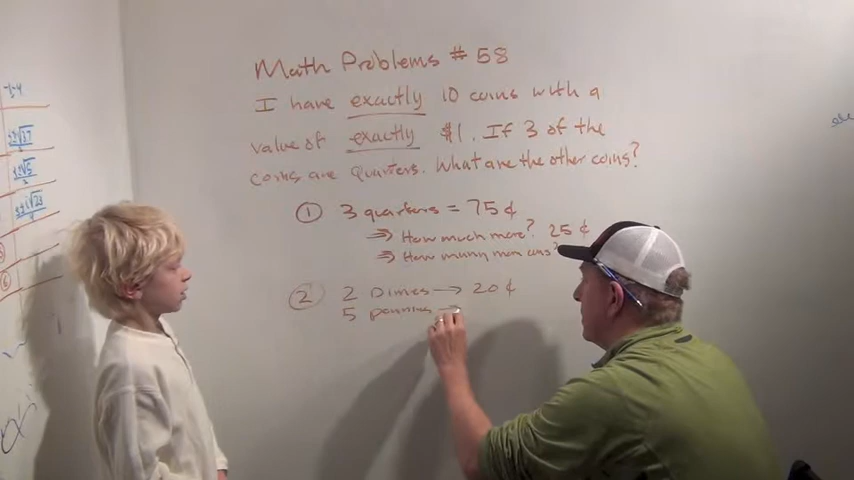 Math Problems # 58
I have exactly 10 coins with a
value of exactly $1. If 3 of the
coins are quarters. What are the other coins?
① 3 quarters = 75¢
⇒ How much more? 25¢
⇒ How many more coins?
② 2 Dimes → 20¢
5 pennies →